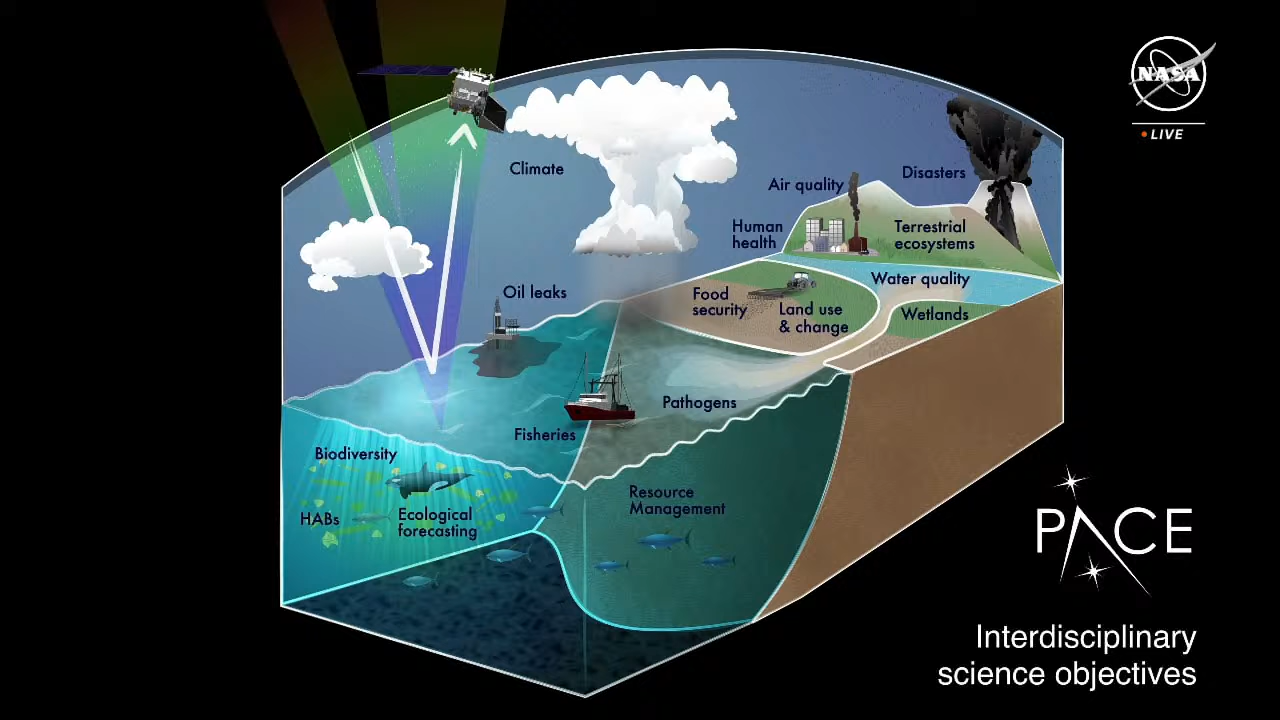 NASA
LIVE
Climate
Air quality
Disasters
Human
health
Terrestrial
ecosystems
Water quality
Oil leaks
Food
security
Land use
& change
Wetlands
Pathogens
Fisheries
Biodiversity
HABs
Ecological
forecasting
Resource
Management
PACE
Interdisciplinary
science objectives